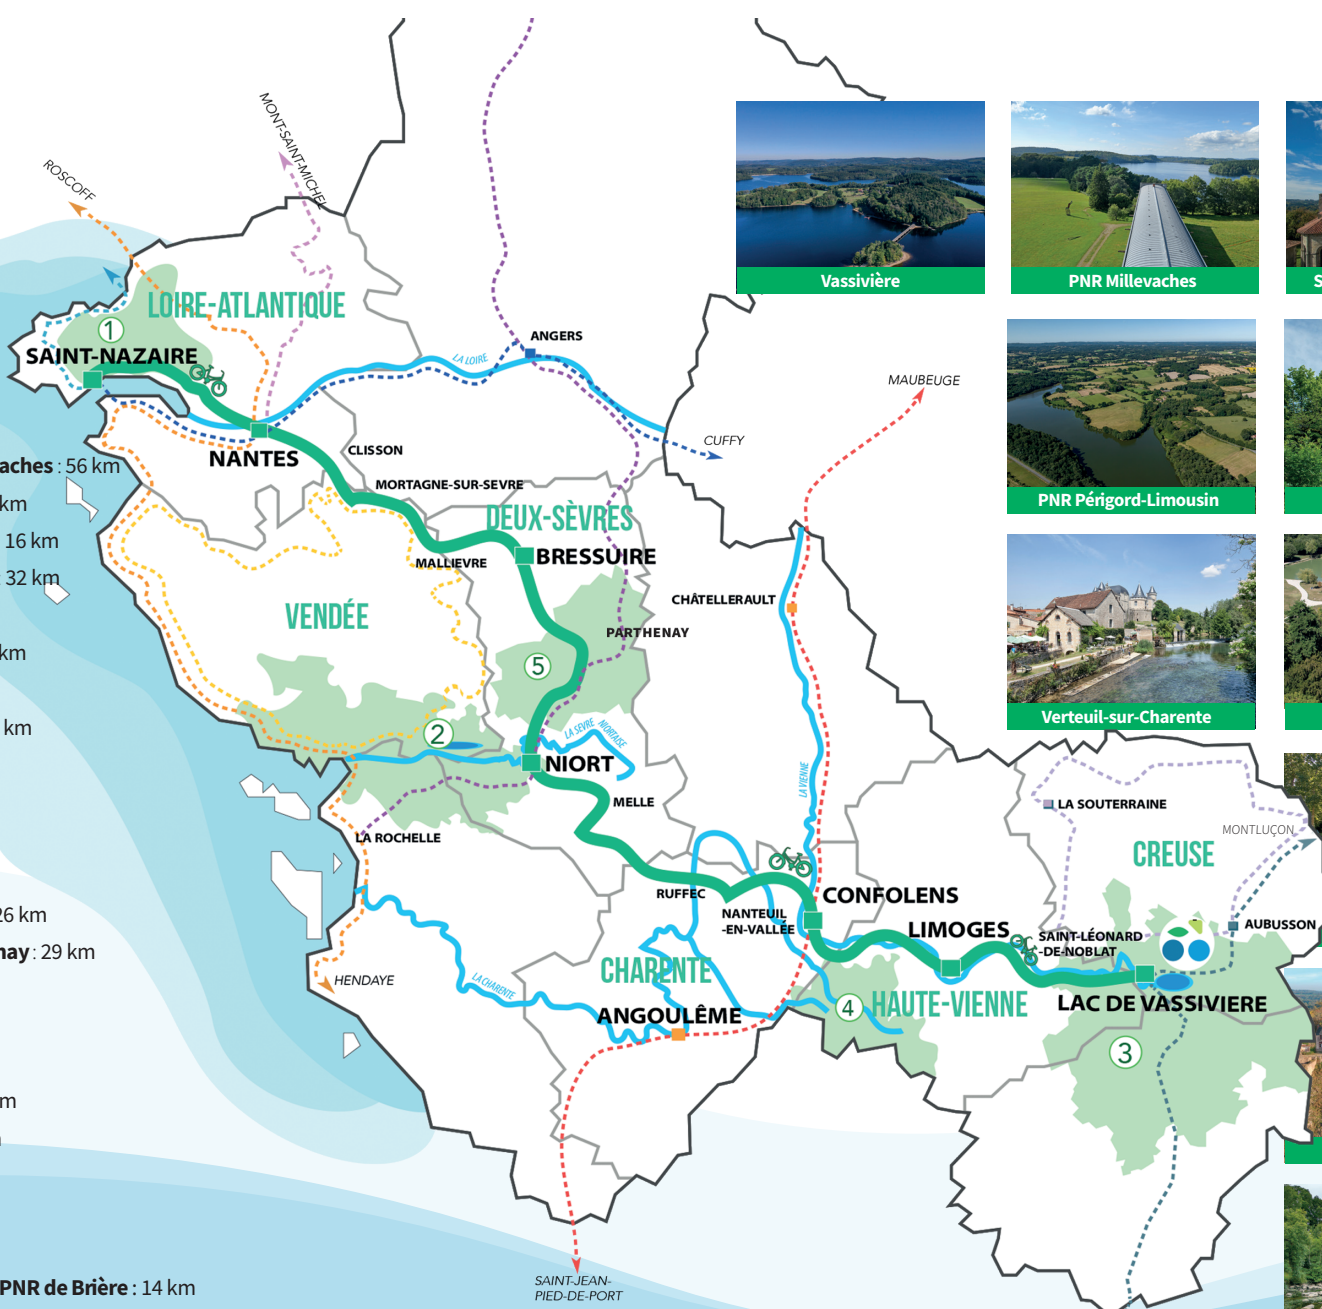 MONT-SAINT-MICHEL
ROSCOFF
Vassivière
PNR Millevaches
LOIRE-ATLANTIQUE
1
SAINT-NAZAIRE
ANGERS
LA LOIRE
MAUBEUGE
CUFFY
NANTES
CLISSON
aches : 56 km
MORTAGNE-SUR-SEVRE
PNR Périgord-Limousin
km
DEUX-SÈVRES
16 km
BRESSUIRE
MALLIEVRE
: 32 km
CHÂTELLERAULT
VENDÉE
PARTHENAY
km
5
Verteuil-sur-Charente
km
2
LA SEVRE NIORTAISE
NIORT
LA VIENNE
MELLE
LA SOUTERRAINE
MONTLUÇON
LA ROCHELLE
CREUSE
RUFFEC
CONFOLENS
26 km
NANTEUIL
-EN-VALLÉE
LIMOGES
AUBUSSON
SAINT-LÉONARD
-DE-NOBLAT
nay : 29 km
CHARENTE
HENDAYE
LA CHARENTE
LAC DE VASSIVIERE
HAUTE-VIENNE
4
ANGOULÊME
3
m
SAINT-JEAN-
PIED-DE-PORT
PNR de Brière : 14 km